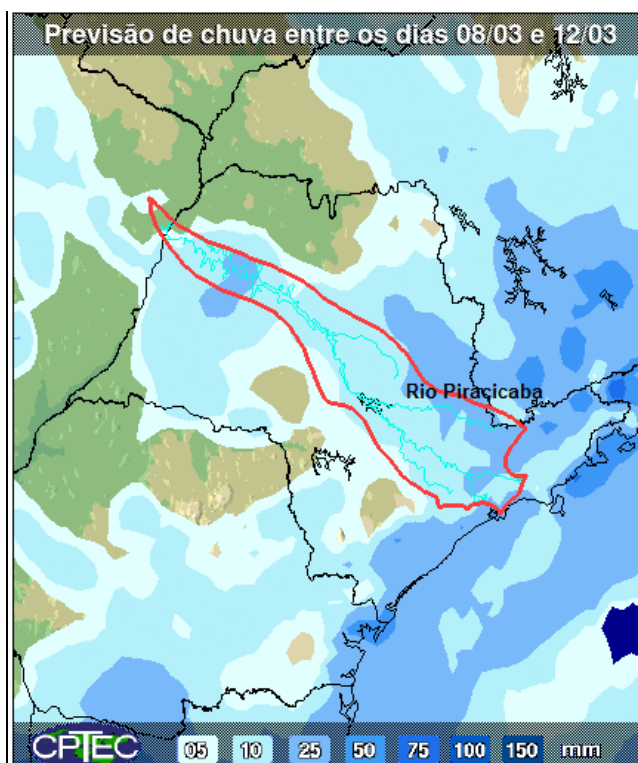 Previsão de chuva entre os dias 08/03 e 12/03
Rio Piracicaba
CPTEC 05 10 25 50 75 100 150 mm